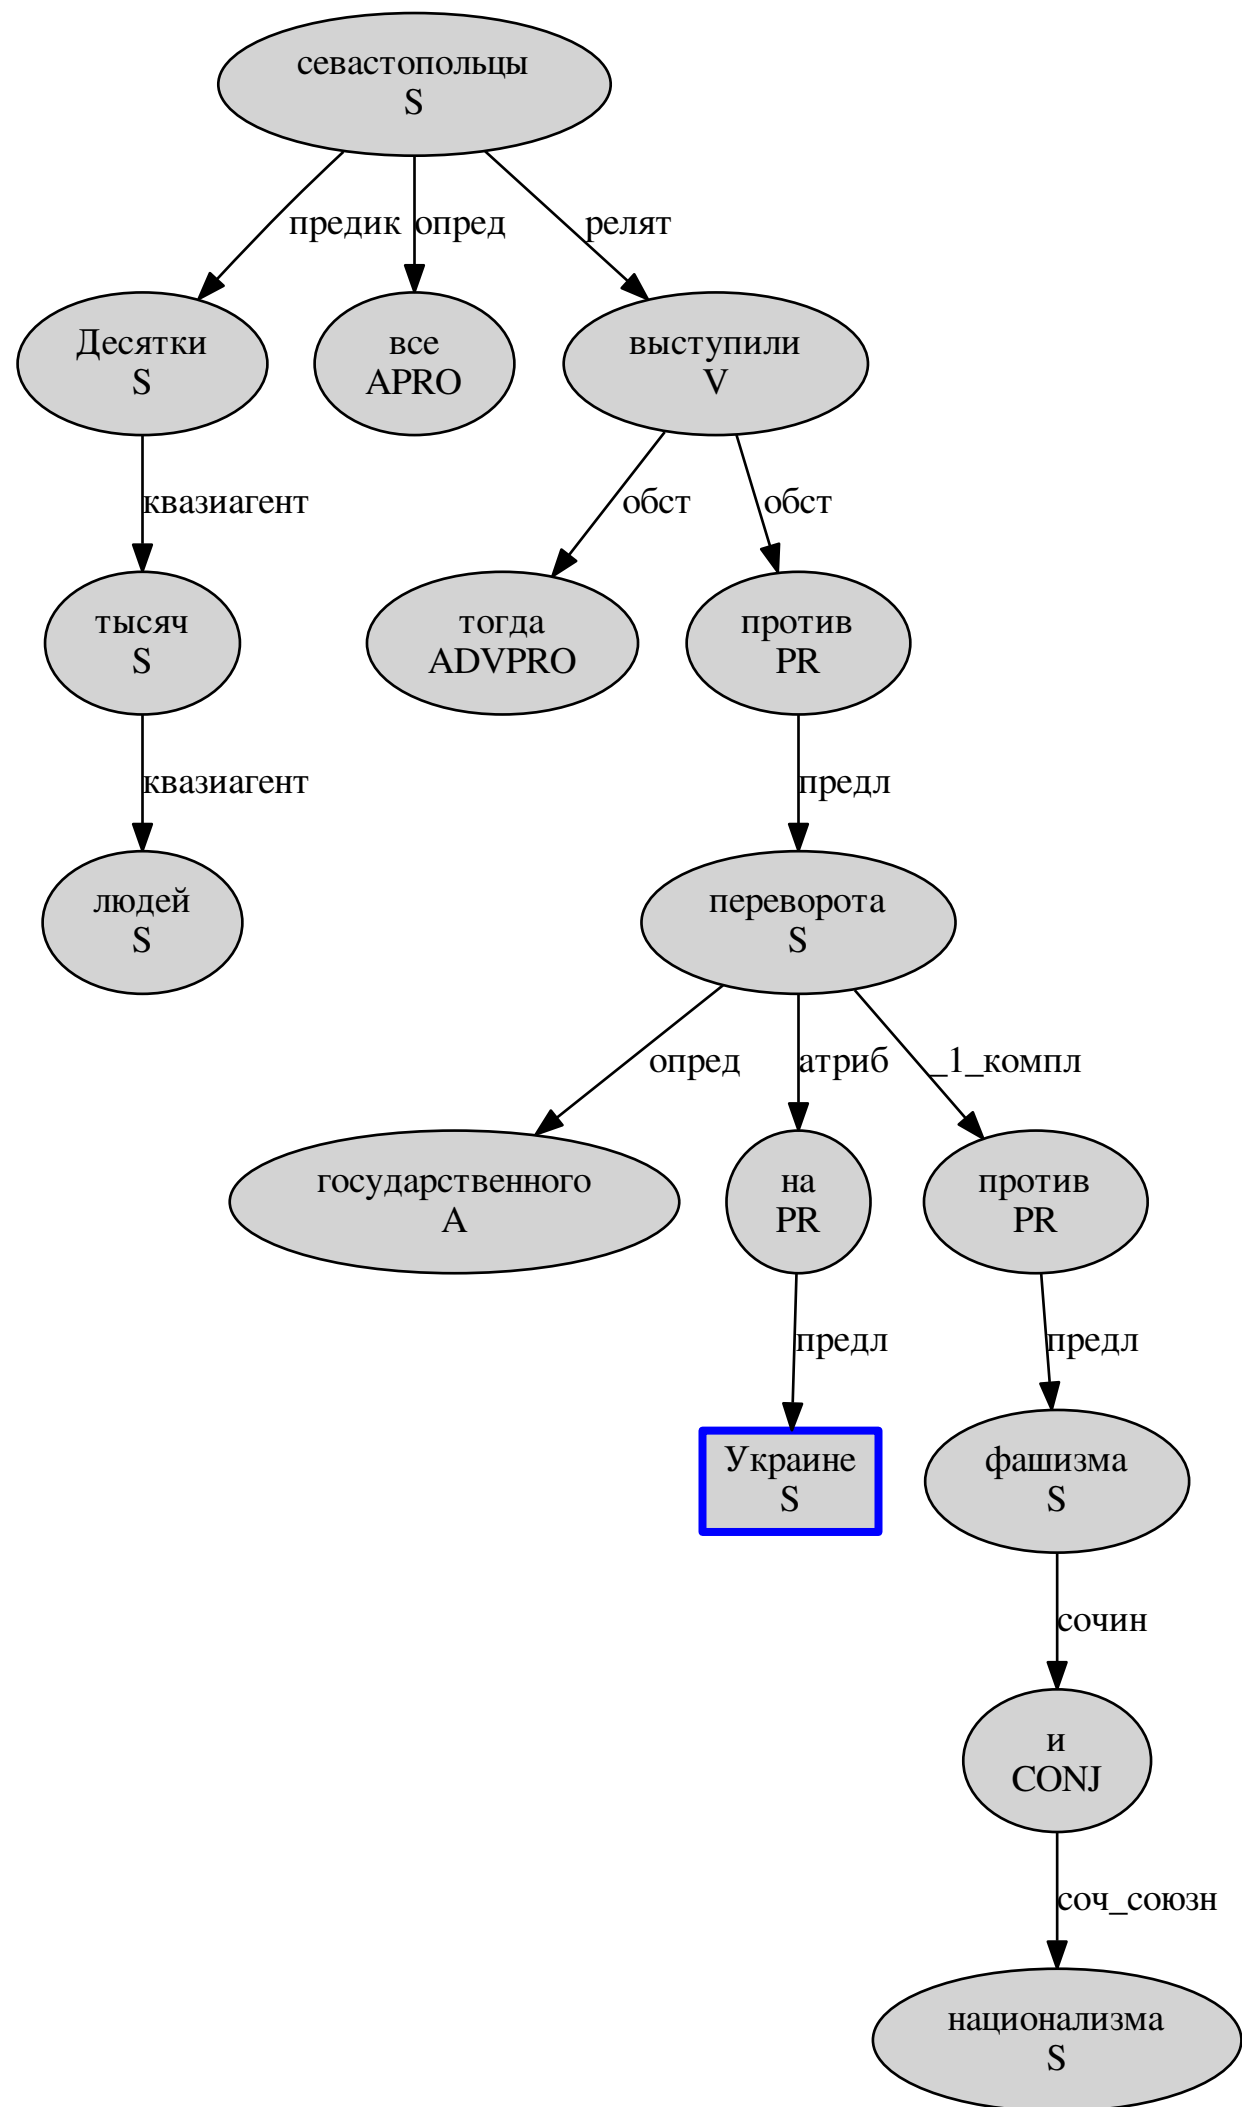 севастопольцы
S
предик
опред
релят
Десятки
S
все
APRO
выступили
V
квазиагент
обст
обст
тысяч
S
тогда
ADVPRO
против
PR
квазиагент
предл
людей
S
переворота
S
опред
атриб
_1_компл
государственного
A
на
PR
против
PR
предл
предл
Украине
S
фашизма
S
сочин
и
CONJ
соч_союзн
национализма
S